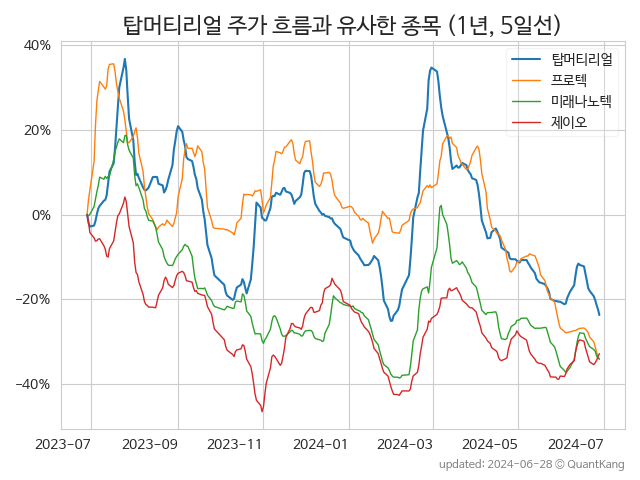 탑머티리얼 주가 흐름과 유사한 종목 (1년, 5일선)
40%
20%
0%
−20%
−40%
탑머티리얼
프로텍
미래나노텍
제이오
2023-07 2023-09 2023-11 2024-01 2024-03 2024-05 2024-07
updated: 2024-06-28 ⓒ QuantKang